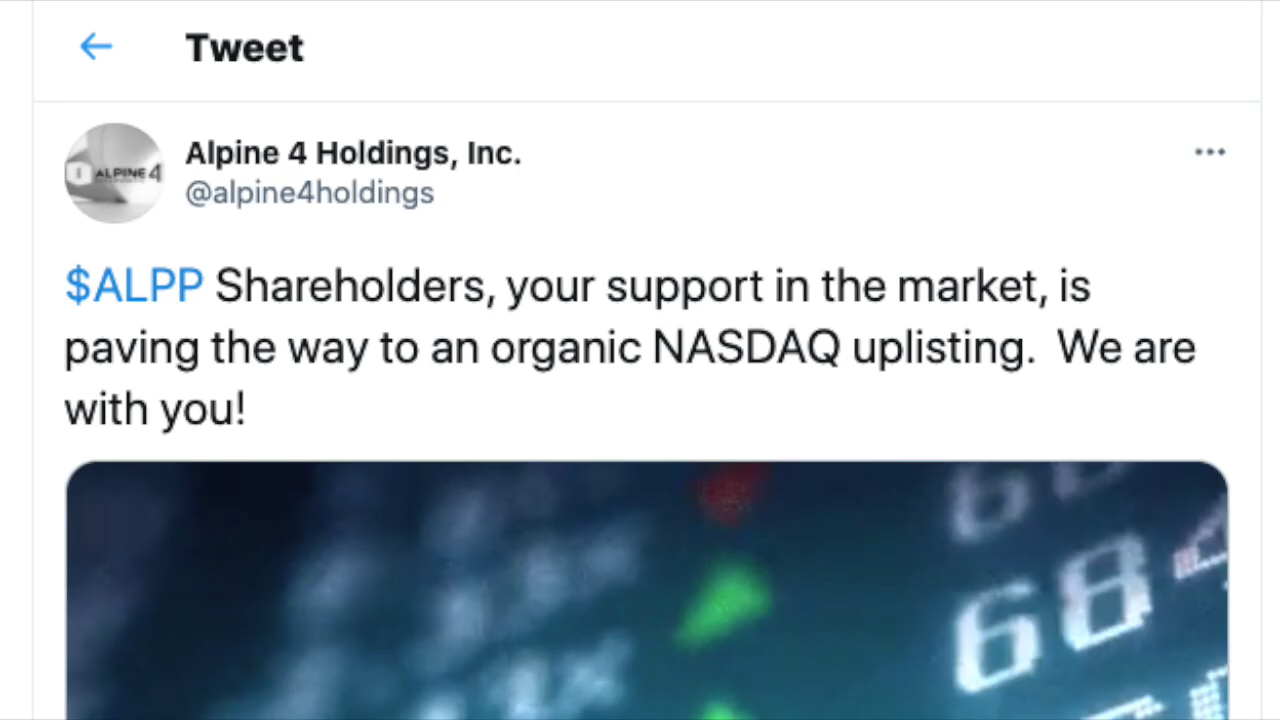 Tweet
ALPINE 4
Alpine 4 Holdings, Inc.
@alpine4holdings
$ALPP Shareholders, your support in the market, is
paving the way to an organic NASDAQ uplisting.  We are
with you!
68